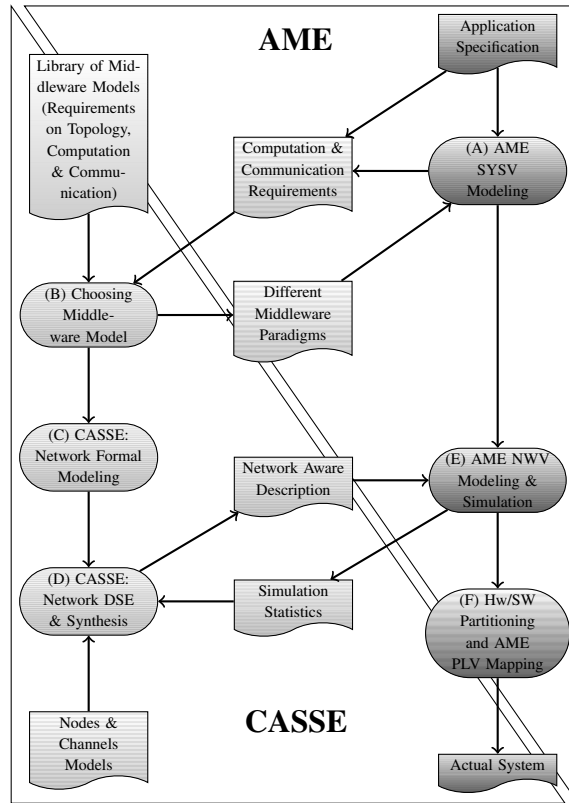 AME
Application
Specification
Library of Mid-
dleware Models
(Requirements
on Topology,
Computation
& Commu-
nication)
Computation &
Communication
Requirements
(A) AME
SYSV
Modeling
(B) Choosing
Middle-
ware Model
Different
Middleware
Paradigms
(C) CASSE:
Network Formal
Modeling
Network Aware
Description
(E) AME NWV
Modeling &
Simulation
(D) CASSE:
Network DSE
& Synthesis
Simulation
Statistics
(F) Hw/SW
Partitioning
and AME
PLV Mapping
Nodes &
Channels
Models
CASSE
Actual System